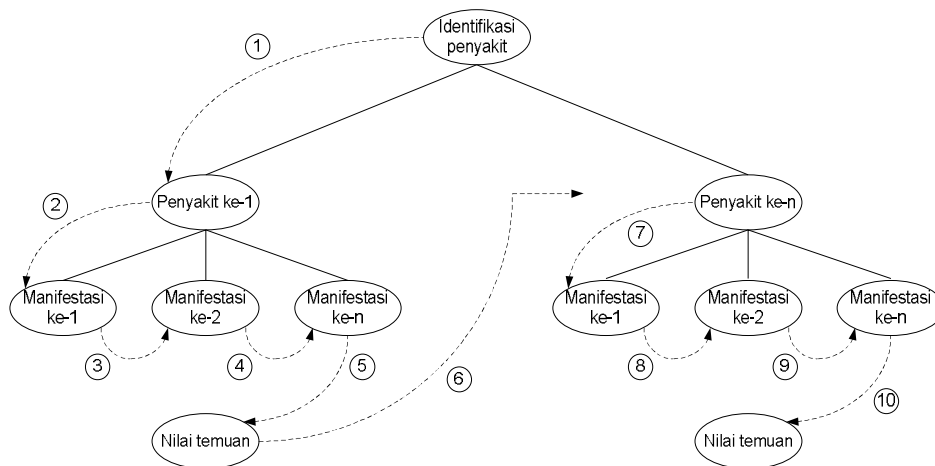 Identifikasi
penyakit
1
Penyakit ke-1
Penyakit ke-n
2
7
Manifestasi
ke-1
Manifestasi
ke-2
Manifestasi
ke-n
Manifestasi
ke-1
Manifestasi
ke-2
Manifestasi
ke-n
3
4
5
6
8
9
10
Nilai temuan
Nilai temuan